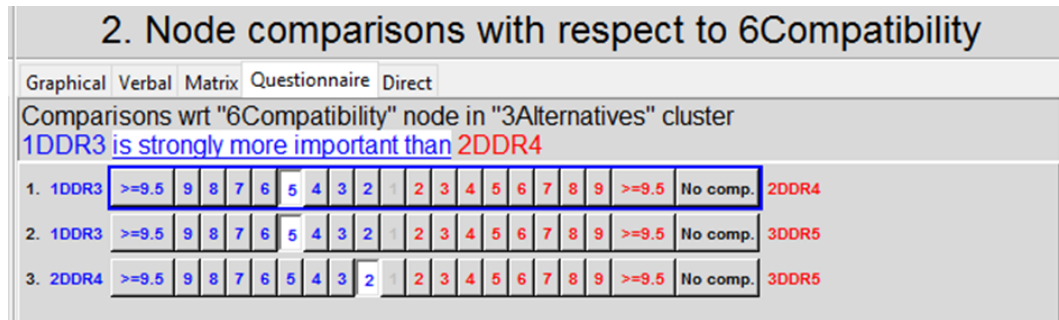 2. Node comparisons with respect to 6Compatibility
Graphical Verbal Matrix Questionnaire Direct
Comparisons wrt "6Compatibility" node in "3Alternatives" cluster
1DDR3 is strongly more important than 2DDR4
1. 1DDR3 >=9.5 9 8 7 6 5 4 3 2 1 2 3 4 5 6 7 8 9 >=9.5 No comp. 2DDR4
2. 1DDR3 >=9.5 9 8 7 6 5 4 3 2 1 2 3 4 5 6 7 8 9 >=9.5 No comp. 3DDR5
3. 2DDR4 >=9.5 9 8 7 6 5 4 3 2 1 2 3 4 5 6 7 8 9 >=9.5 No comp. 3DDR5